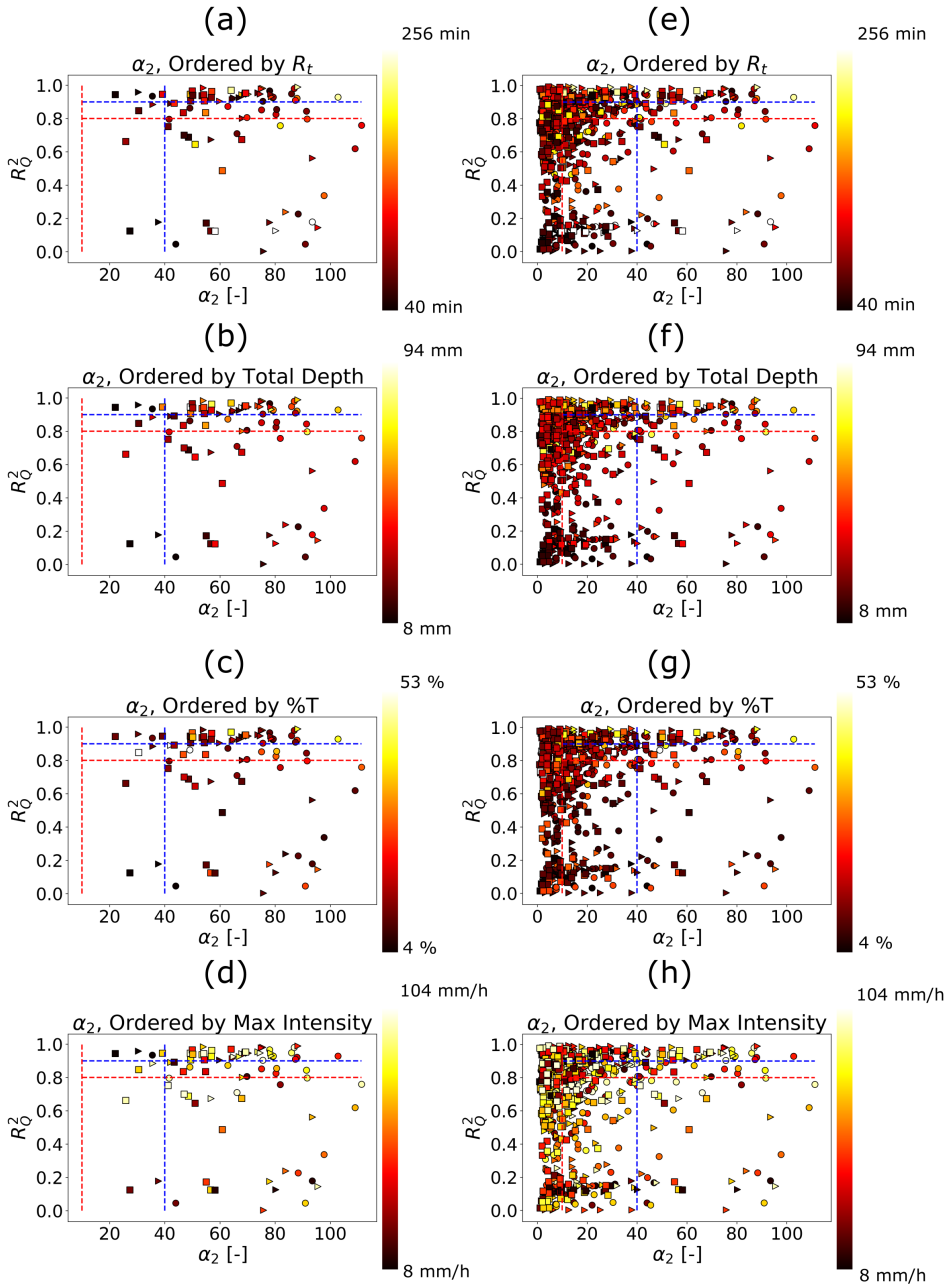 (a)
256 min
α2, Ordered by Rt
1.0
0.8
0.6
0.4
0.2
0.0
R²Q
20 40 60 80 100
α2 [-]
40 min
(e)
256 min
α2, Ordered by Rt
1.0
0.8
0.6
0.4
0.2
0.0
R²Q
0 20 40 60 80 100
α2 [-]
40 min
(b)
94 mm
α2, Ordered by Total Depth
1.0
0.8
0.6
0.4
0.2
0.0
R²Q
20 40 60 80 100
α2 [-]
8 mm
(f)
94 mm
α2, Ordered by Total Depth
1.0
0.8
0.6
0.4
0.2
0.0
R²Q
0 20 40 60 80 100
α2 [-]
8 mm
(c)
53 %
α2, Ordered by %T
1.0
0.8
0.6
0.4
0.2
0.0
R²Q
20 40 60 80 100
α2 [-]
4 %
(g)
53 %
α2, Ordered by %T
1.0
0.8
0.6
0.4
0.2
0.0
R²Q
0 20 40 60 80 100
α2 [-]
4 %
(d)
104 mm/h
α2, Ordered by Max Intensity
1.0
0.8
0.6
0.4
0.2
0.0
R²Q
20 40 60 80 100
α2 [-]
8 mm/h
(h)
104 mm/h
α2, Ordered by Max Intensity
1.0
0.8
0.6
0.4
0.2
0.0
R²Q
0 20 40 60 80 100
α2 [-]
8 mm/h